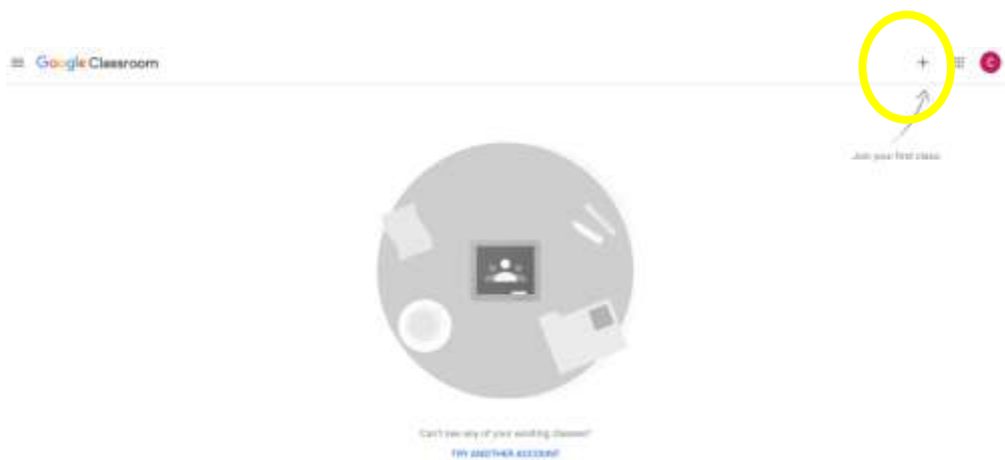 Google Classroom
C
Join your first class
Can't see any of your existing classes?
TRY ANOTHER ACCOUNT